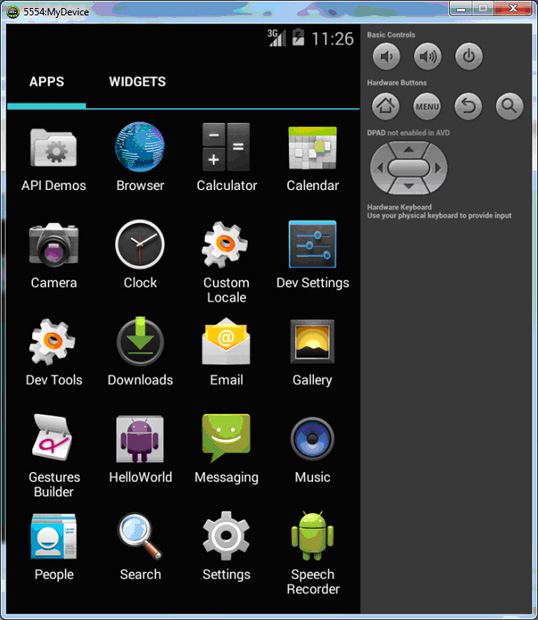 5554:MyDevice
3G
11:26
APPS WIDGETS
API Demos Browser Calculator Calendar
Camera Clock Custom Locale Dev Settings
Dev Tools Downloads Email Gallery
Gestures Builder HelloWorld Messaging Music
People Search Settings Speech Recorder
Basic Controls
Hardware Buttons
MENU
DPAD not enabled in AVD
Hardware Keyboard
Use your physical keyboard to provide input